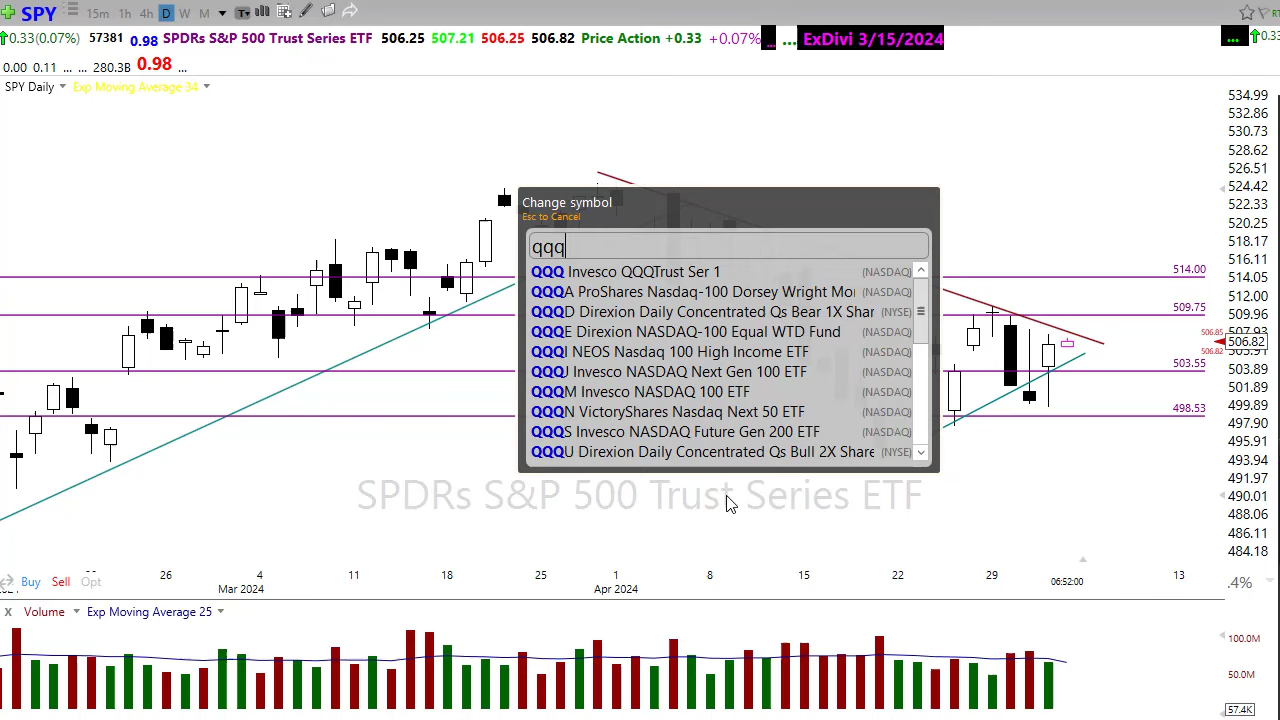 SPY 15m 1h 4h D W M T
0.33(0.07%) 57381 0.98 SPDRs S&P 500 Trust Series ETF 506.25 507.21 506.25 506.82 Price Action +0.33 +0.07% ... ... ExDivi 3/15/2024 ... 0.33
0.00 0.11 ... ... 280.3B 0.98 ...
SPY Daily Exp Moving Average 34
534.99
532.86
530.73
528.62
526.51
524.42
522.33
520.25
518.17
516.11
514.05
512.00
509.96
507.93
505.91
503.89
501.89
499.89
497.90
495.91
493.94
491.97
490.01
488.06
486.11
484.18
514.00
509.75
503.55
498.53
506.85
506.82
506.82
Change symbol
Esc to Cancel
qqq
QQQ Invesco QQQTrust Ser 1 (NASDAQ)
QQQA ProShares Nasdaq-100 Dorsey Wright Mo (NASDAQ)
QQQD Direxion Daily Concentrated Qs Bear 1X Shar (NYSE)
QQQE Direxion NASDAQ-100 Equal WTD Fund (NASDAQ)
QQQI NEOS Nasdaq 100 High Income ETF (NASDAQ)
QQQJ Invesco NASDAQ Next Gen 100 ETF (NASDAQ)
QQQM Invesco NASDAQ 100 ETF (NASDAQ)
QQQN VictoryShares Nasdaq Next 50 ETF (NASDAQ)
QQQS Invesco NASDAQ Future Gen 200 ETF (NASDAQ)
QQQU Direxion Daily Concentrated Qs Bull 2X Share (NYSE)
SPDRs S&P 500 Trust Series ETF
Buy Sell Opt
26 4 11 18 25 1 8 15 22 29 06:52:00 13 .4%
Mar 2024 Apr 2024
x Volume Exp Moving Average 25
100.0M
50.0M
57.4K